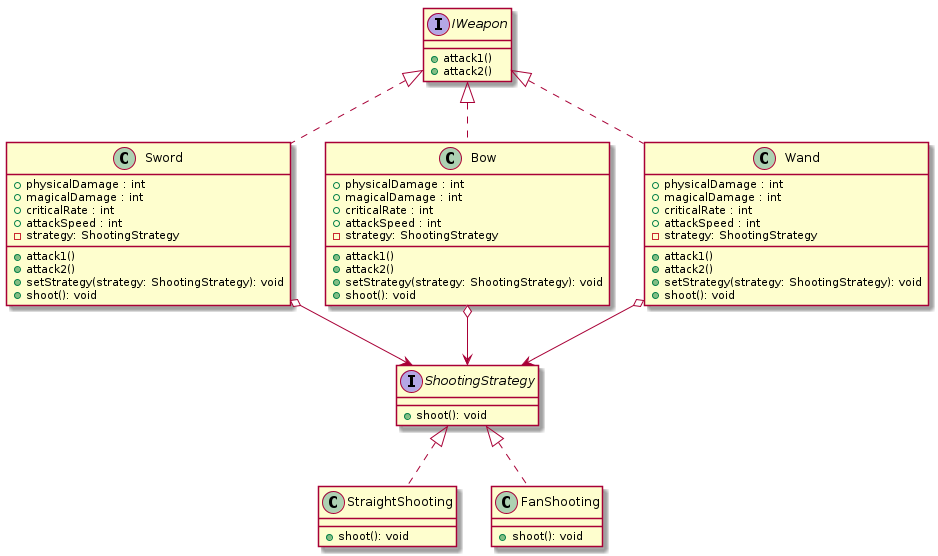 I IWeapon
attack1()
attack2()
C Sword
physicalDamage : int
magicalDamage : int
criticalRate : int
attackSpeed : int
strategy: ShootingStrategy
attack1()
attack2()
setStrategy(strategy: ShootingStrategy): void
shoot(): void
C Bow
physicalDamage : int
magicalDamage : int
criticalRate : int
attackSpeed : int
strategy: ShootingStrategy
attack1()
attack2()
setStrategy(strategy: ShootingStrategy): void
shoot(): void
C Wand
physicalDamage : int
magicalDamage : int
criticalRate : int
attackSpeed : int
strategy: ShootingStrategy
attack1()
attack2()
setStrategy(strategy: ShootingStrategy): void
shoot(): void
I ShootingStrategy
shoot(): void
C StraightShooting
shoot(): void
C FanShooting
shoot(): void